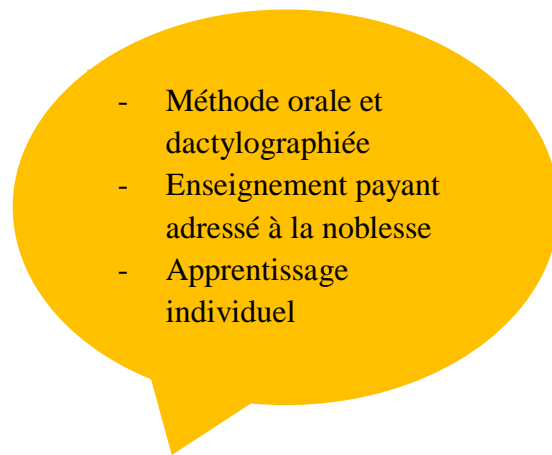 - Méthode orale et
dactylographiée
- Enseignement payant
adressé à la noblesse
- Apprentissage
individuel